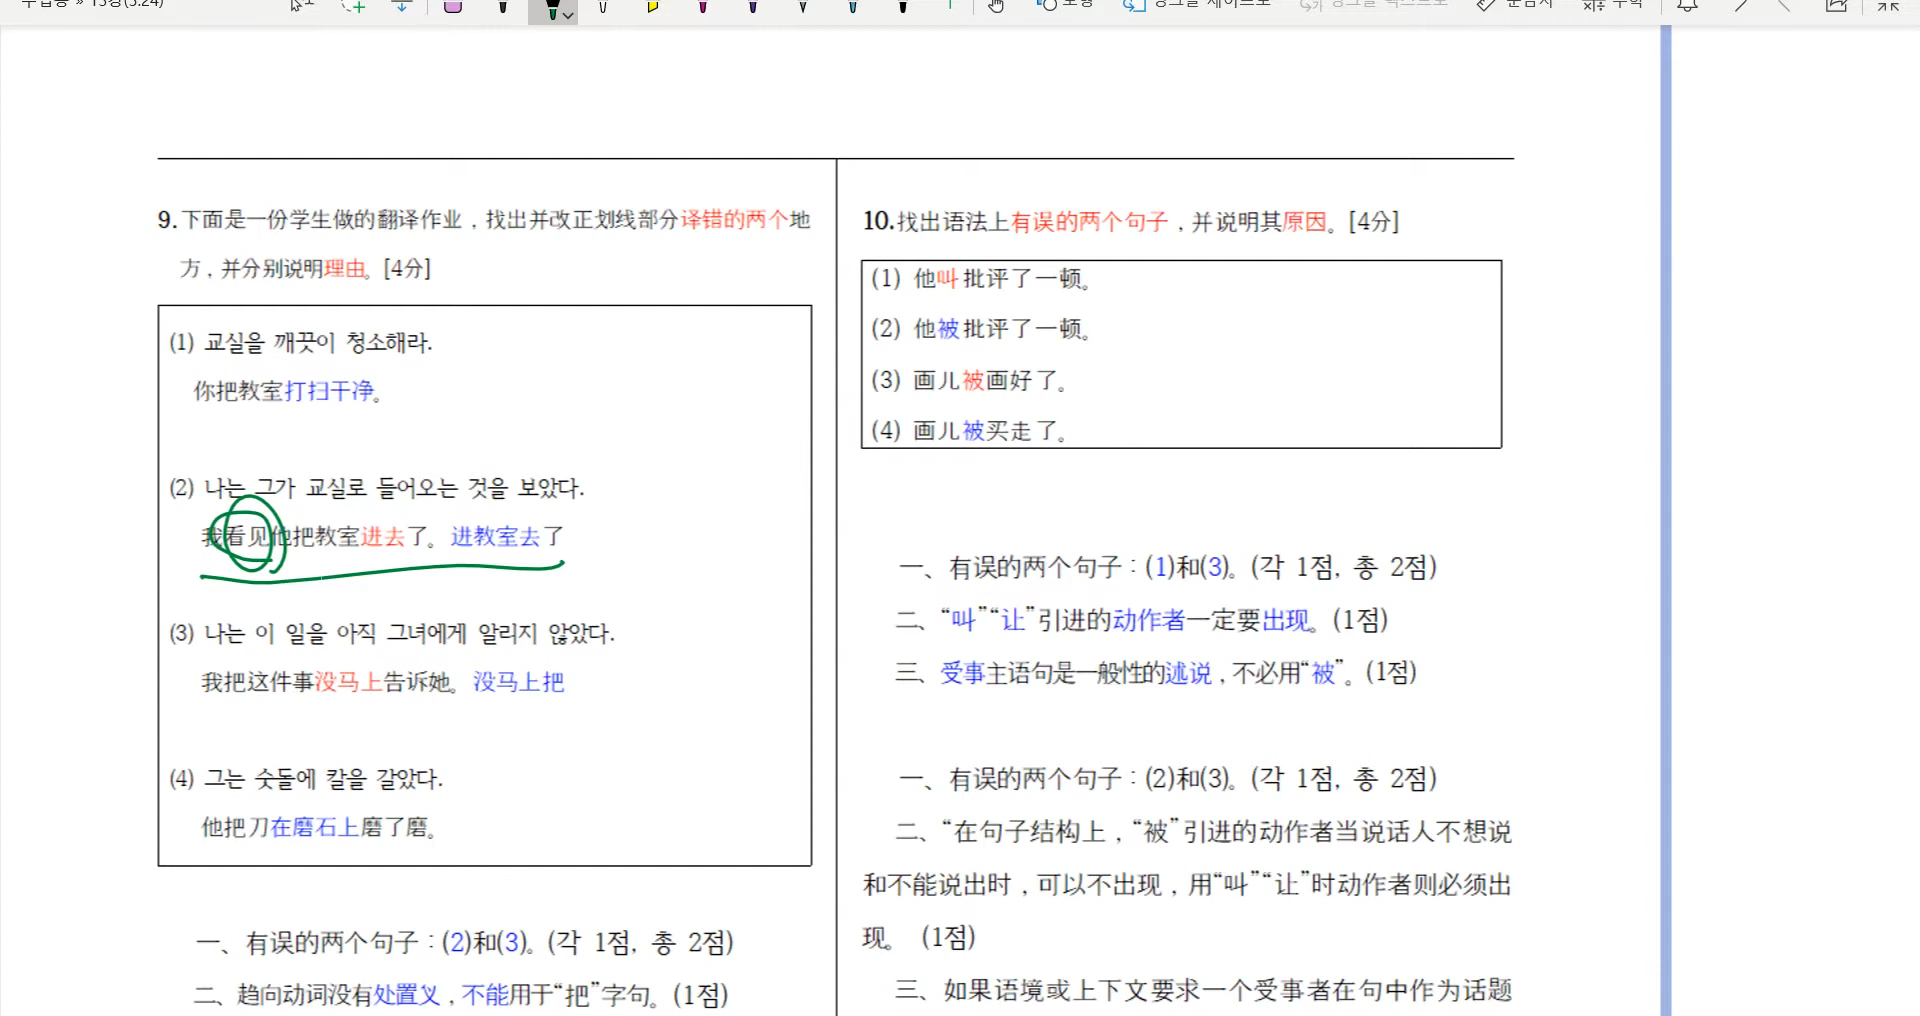 9.下面是一份学生做的翻译作业，找出并改正划线部分译错的两个地
方，并分别说明理由。[4分]
(1) 교실을 깨끗이 청소해라.
你把教室打扫干净。
(2) 나는 그가 교실로 들어오는 것을 보았다.
我看见他把教室进去了。进教室去了
(3) 나는 이 일을 아직 그녀에게 알리지 않았다.
我把这件事没马上告诉她。没马上把
(4) 그는 숫돌에 칼을 갈았다.
他把刀在磨石上磨了磨。
一、有误的两个句子：(2)和(3)。(각 1점, 총 2점)
二、趋向动词没有处置义，不能用于“把”字句。(1점)
10.找出语法上有误的两个句子，并说明其原因。[4分]
(1) 他叫批评了一顿。
(2) 他被批评了一顿。
(3) 画儿被画好了。
(4) 画儿被买走了。
一、有误的两个句子：(1)和(3)。(각 1점, 총 2점)
二、“叫”“让”引进的动作者一定要出现。(1점)
三、受事主语句是一般性的述说，不必用“被”。(1점)
一、有误的两个句子：(2)和(3)。(각 1점, 총 2점)
二、“在句子结构上，“被”引进的动作者当说话人不想说
和不能说出时，可以不出现，用“叫”“让”时动作者则必须出
现。 (1점)
三、如果语境或上下文要求一个受事者在句中作为话题